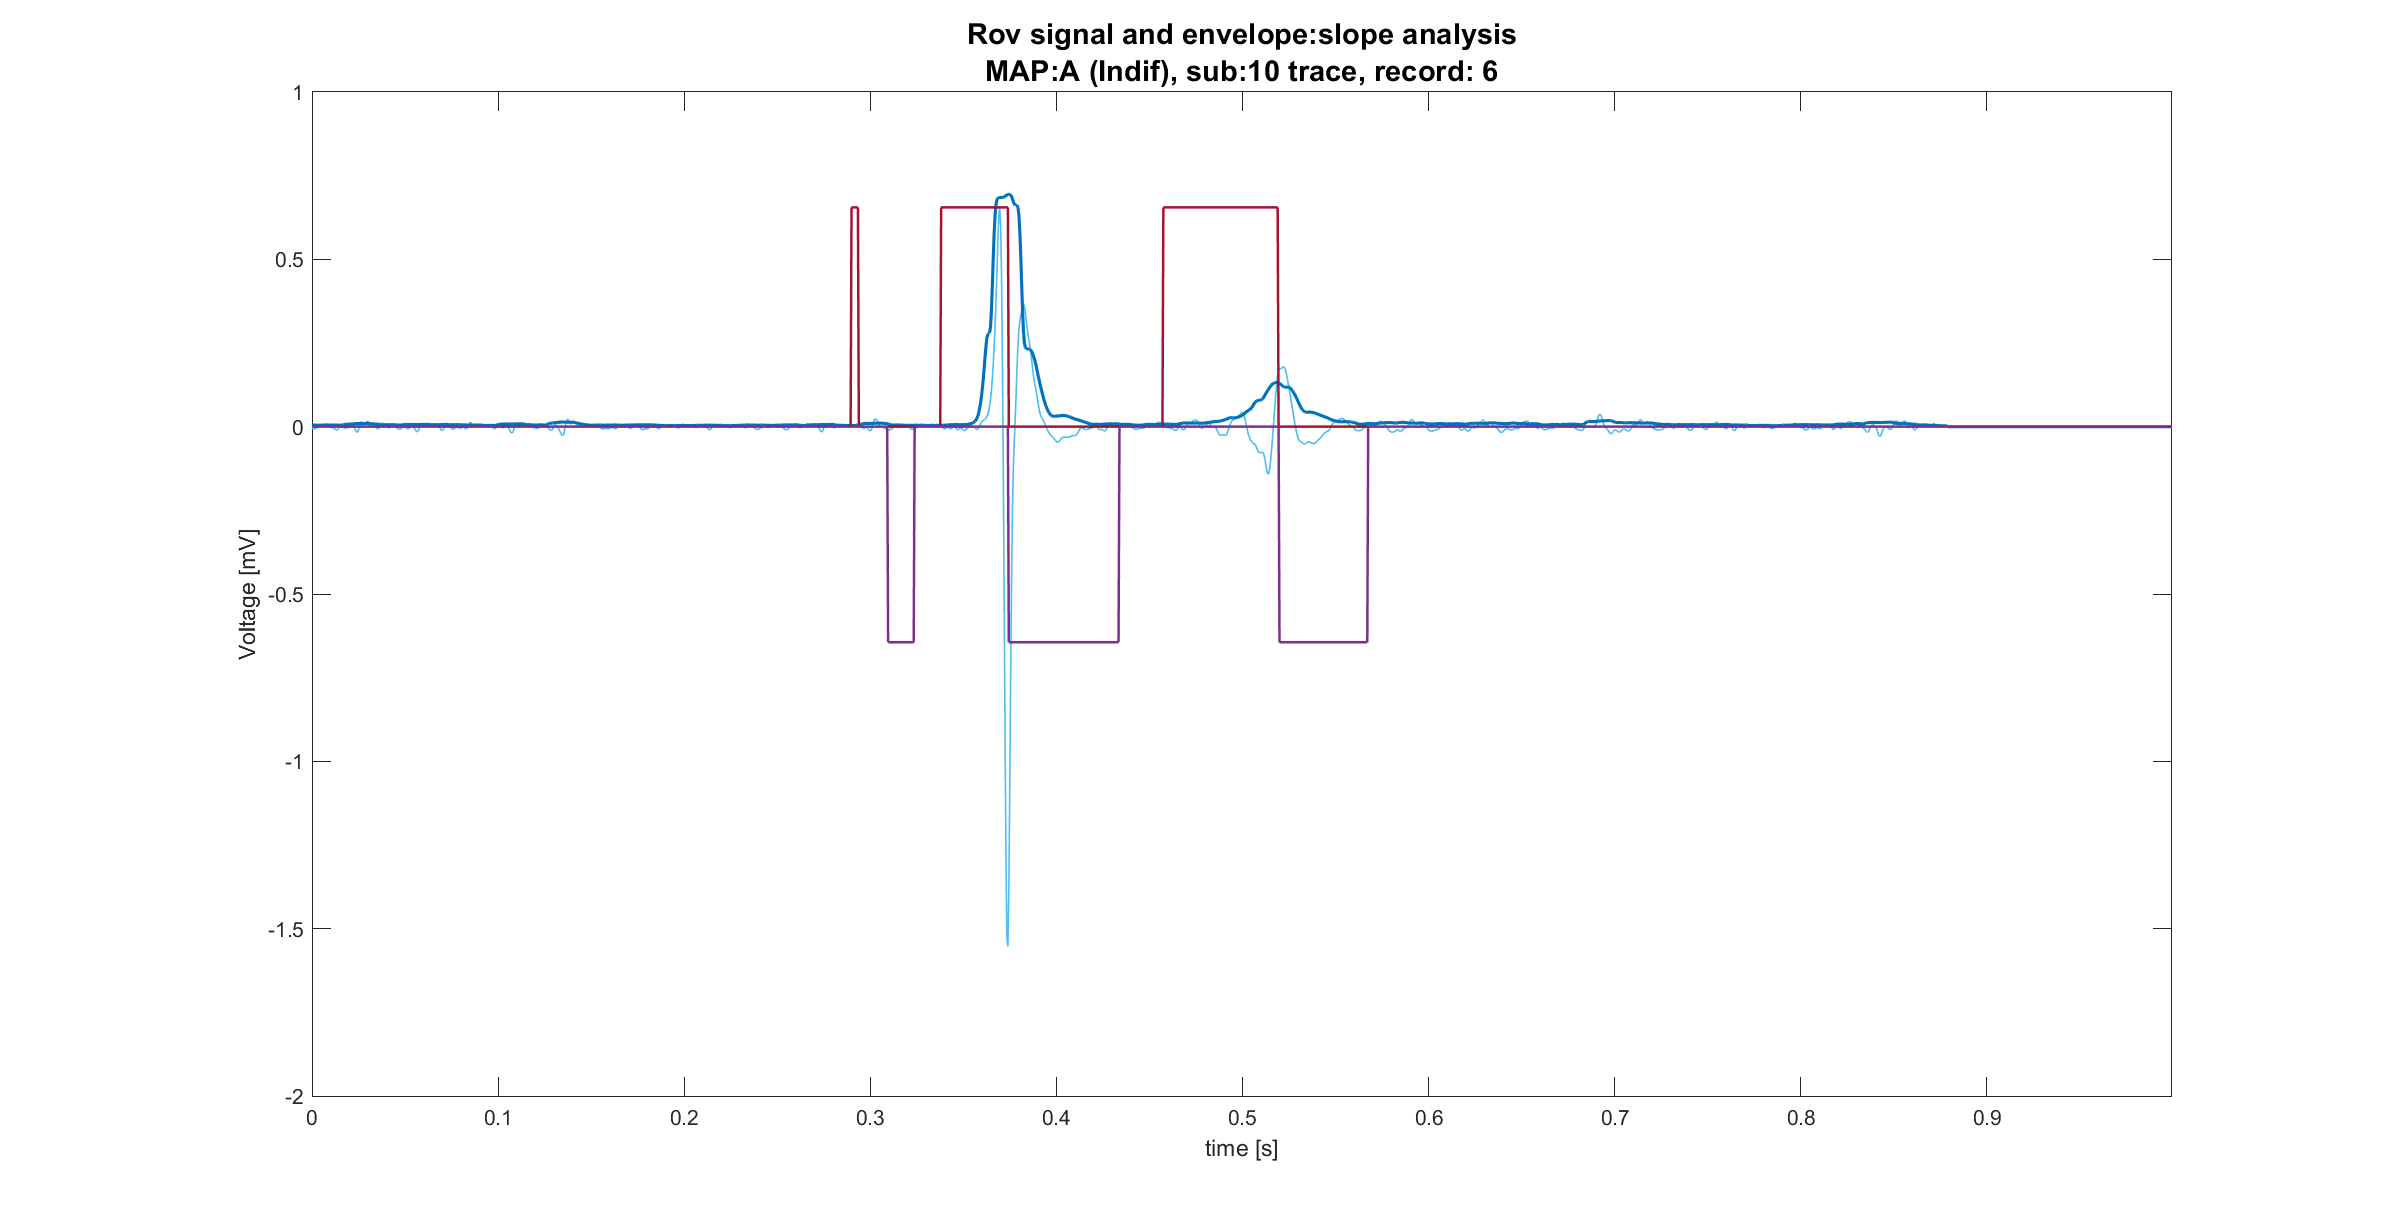 Rov signal and envelope:slope analysis
MAP:A (Indif), sub:10 trace, record: 6
1
0.5
0
-0.5
-1
-1.5
-2
Voltage [mV]
0 0.1 0.2 0.3 0.4 0.5 0.6 0.7 0.8 0.9
time [s]